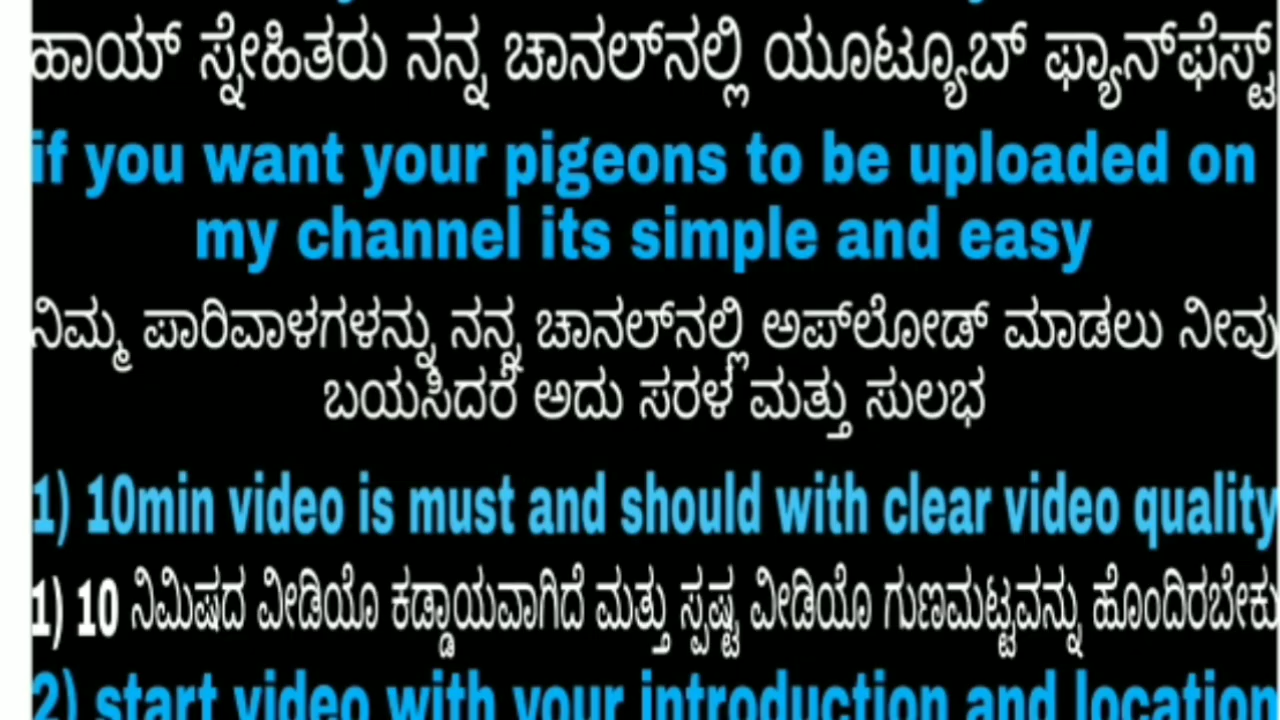 ಹಾಯ್ ಸ್ನೇಹಿತರು ನನ್ನ ಚಾನಲ್‌ನಲ್ಲಿ ಯೂಟ್ಯೂಬ್ ಫ್ಯಾನ್‌ಫೆಸ್ಟ್
if you want your pigeons to be uploaded on
my channel its simple and easy
ನಿಮ್ಮ ಪಾರಿವಾಳಗಳನ್ನು ನನ್ನ ಚಾನಲ್‌ನಲ್ಲಿ ಅಪ್‌ಲೋಡ್ ಮಾಡಲು ನೀವು
ಬಯಸಿದರೆ ಅದು ಸರಳ ಮತ್ತು ಸುಲಭ
1) 10min video is must and should with clear video quality
1) 10 ನಿಮಿಷದ ವೀಡಿಯೊ ಕಡ್ಡಾಯವಾಗಿದೆ ಮತ್ತು ಸ್ಪಷ್ಟ ವೀಡಿಯೊ ಗುಣಮಟ್ಟವನ್ನು ಹೊಂದಿರಬೇಕು
2) start video with your introduction and location